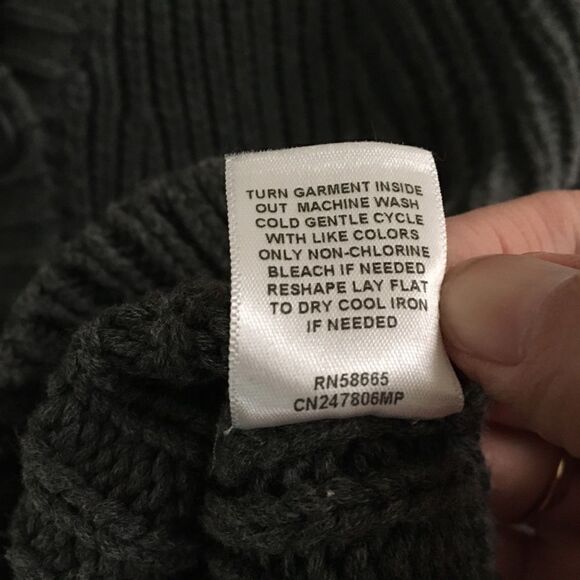 TURN GARMENT INSIDE
OUT MACHINE WASH
COLD GENTLE CYCLE
WITH LIKE COLORS
ONLY NON-CHLORINE
BLEACH IF NEEDED
RESHAPE LAY FLAT
TO DRY COOL IRON
IF NEEDED
RN58665
CN247806MP